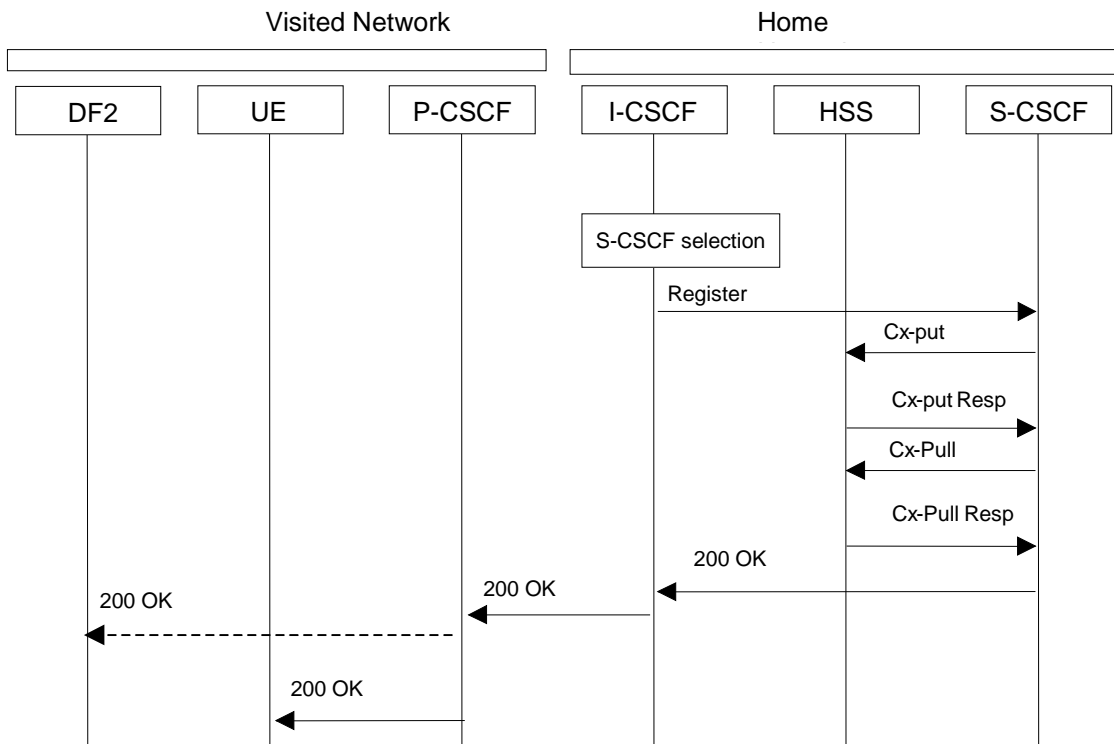 Visited Network
Home
DF2
UE
P-CSCF
I-CSCF
HSS
S-CSCF
S-CSCF selection
Register
Cx-put
Cx-put Resp
Cx-Pull
Cx-Pull Resp
200 OK
200 OK
200 OK
200 OK